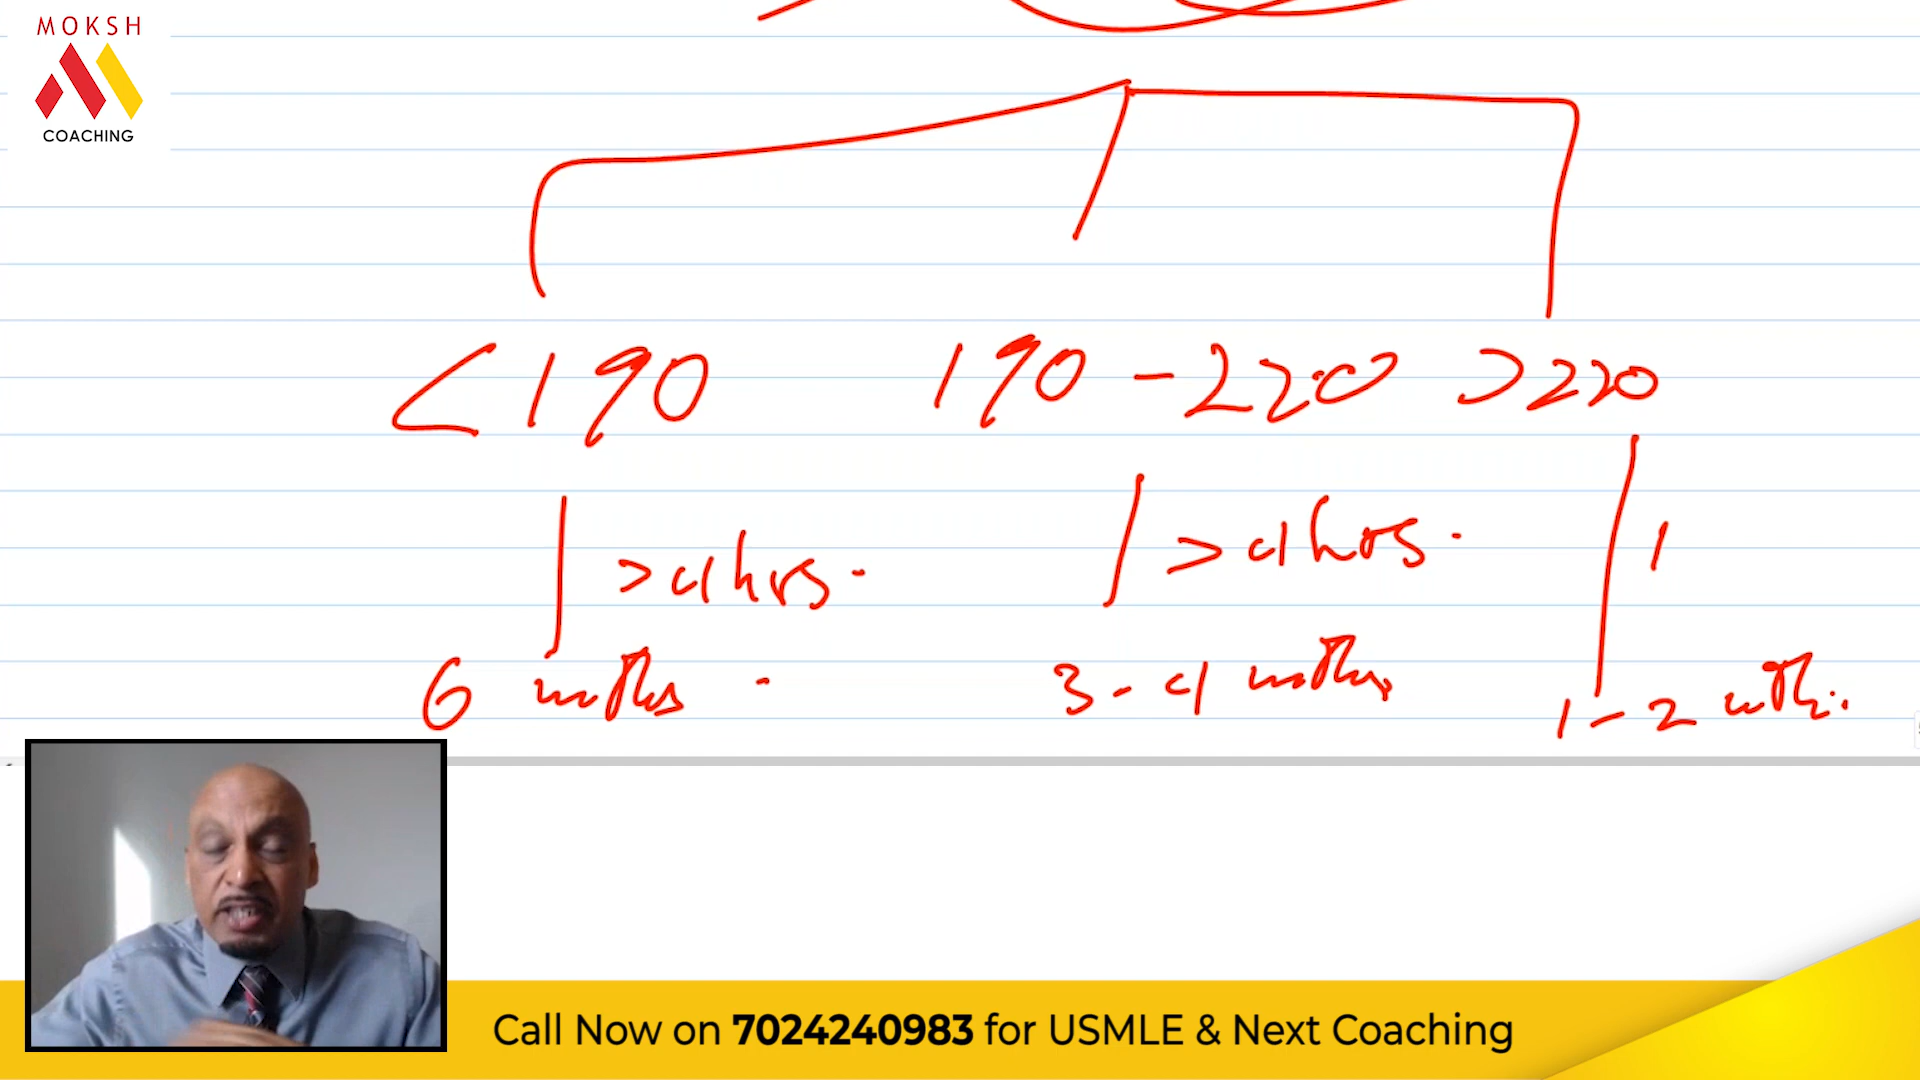 MOKSH
COACHING
<190 190-220 >220
>4hrs. >4hrs. 1
6 mths 3-4 mths 1-2 mth.
Call Now on 7024240983 for USMLE & Next Coaching